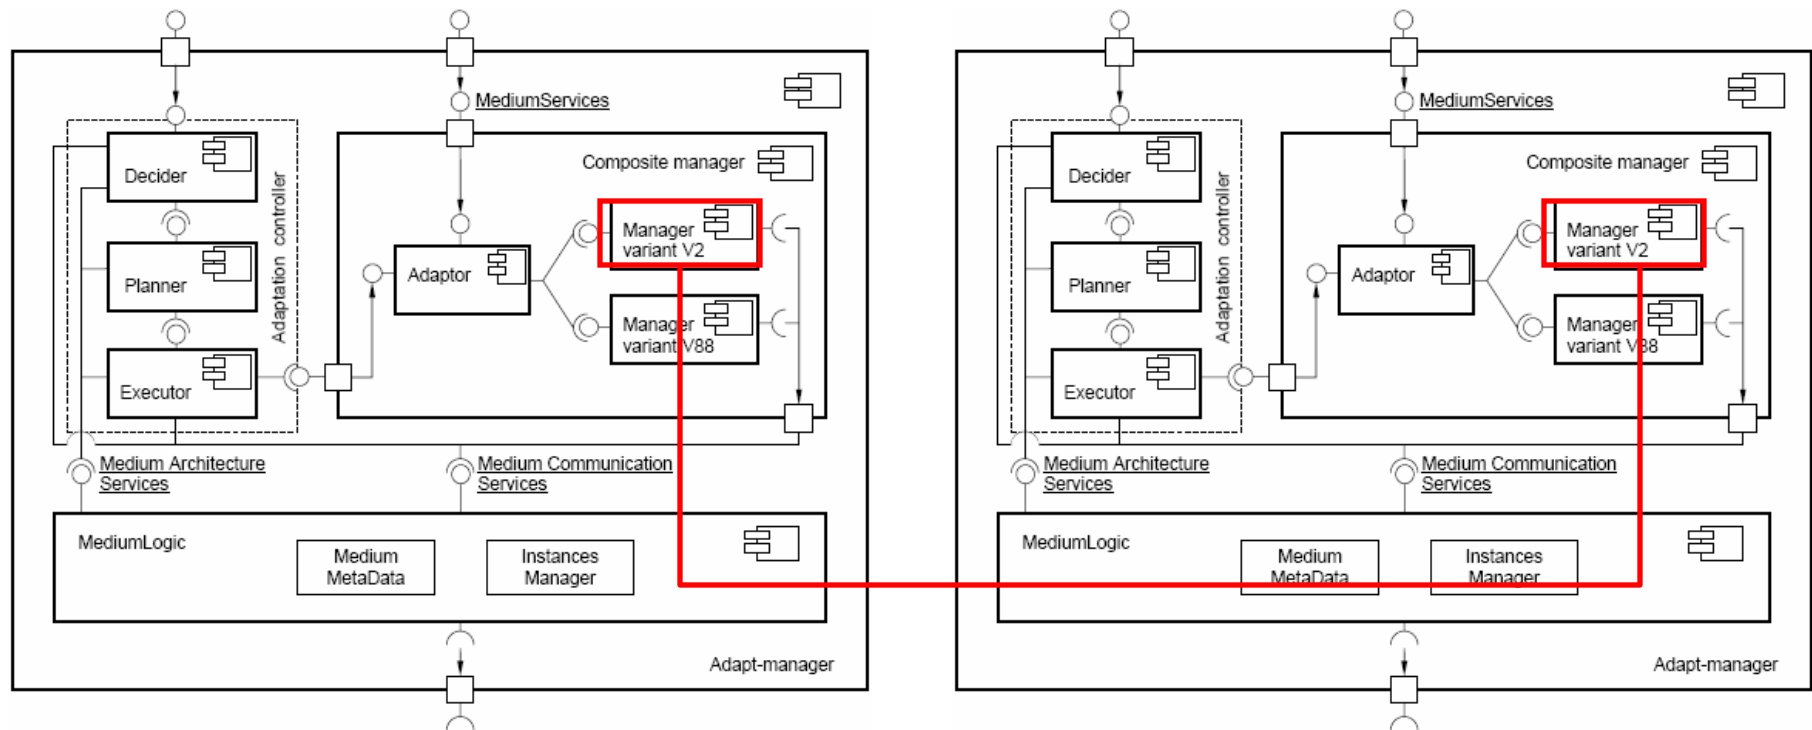 MediumServices
Composite manager
Decider
Adaptation controller
Manager
variant V2
Adaptor
Planner
Manager
variant V88
Executor
Medium Architecture
Services
Medium Communication
Services
MediumLogic
Medium
MetaData
Instances
Manager
Adapt-manager
MediumServices
Composite manager
Decider
Adaptation controller
Manager
variant V2
Adaptor
Planner
Manager
variant V88
Executor
Medium Architecture
Services
Medium Communication
Services
MediumLogic
Medium
MetaData
Instances
Manager
Adapt-manager